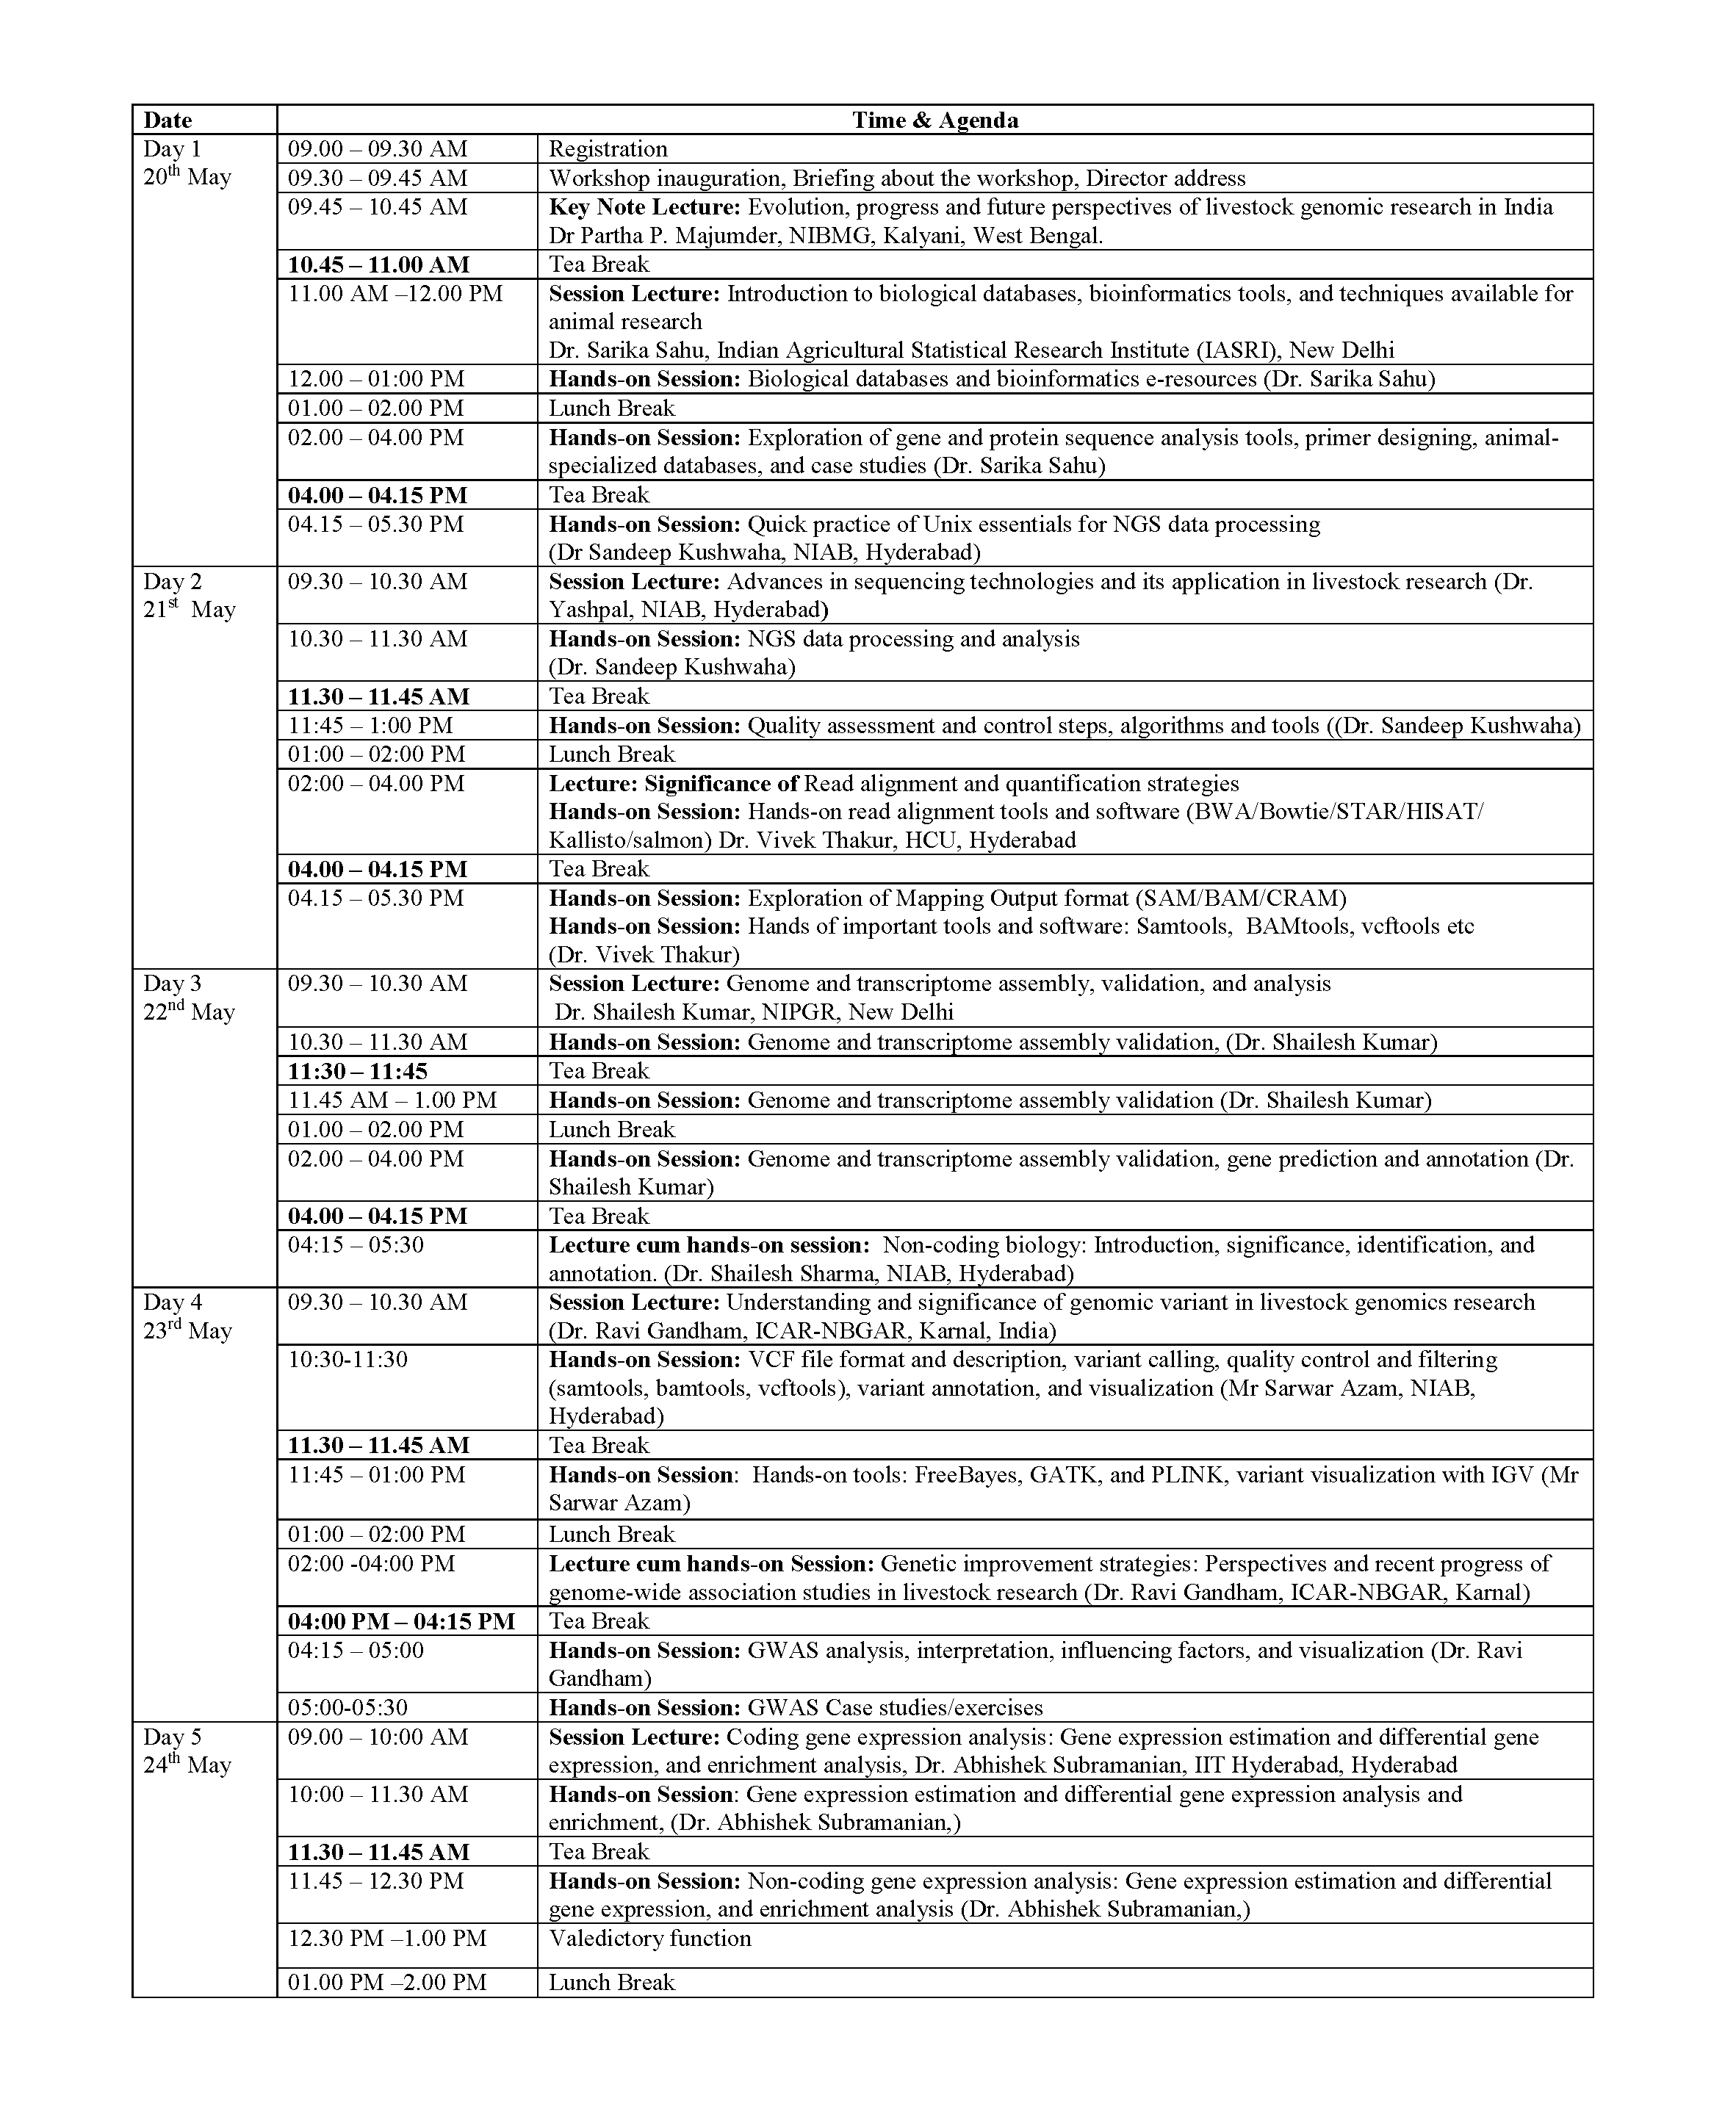 Date Time & Agenda
Day 1 09.00 – 09.30 AM Registration
20th May 09.30 – 09.45 AM Workshop inauguration, Briefing about the workshop, Director address
09.45 – 10.45 AM Key Note Lecture: Evolution, progress and future perspectives of livestock genomic research in India
Dr Partha P. Majumder, NIBMG, Kalyani, West Bengal.
10.45 – 11.00 AM Tea Break
11.00 AM –12.00 PM Session Lecture: Introduction to biological databases, bioinformatics tools, and techniques available for
animal research
Dr. Sarika Sahu, Indian Agricultural Statistical Research Institute (IASRI), New Delhi
12.00 – 01:00 PM Hands-on Session: Biological databases and bioinformatics e-resources (Dr. Sarika Sahu)
01.00 – 02.00 PM Lunch Break
02.00 – 04.00 PM Hands-on Session: Exploration of gene and protein sequence analysis tools, primer designing, animal-
specialized databases, and case studies (Dr. Sarika Sahu)
04.00 – 04.15 PM Tea Break
04.15 – 05.30 PM Hands-on Session: Quick practice of Unix essentials for NGS data processing
(Dr Sandeep Kushwaha, NIAB, Hyderabad)
Day 2 09.30 – 10.30 AM Session Lecture: Advances in sequencing technologies and its application in livestock research (Dr.
21st May Yashpal, NIAB, Hyderabad)
10.30 – 11.30 AM Hands-on Session: NGS data processing and analysis
(Dr. Sandeep Kushwaha)
11.30 – 11.45 AM Tea Break
11:45 – 1:00 PM Hands-on Session: Quality assessment and control steps, algorithms and tools ((Dr. Sandeep Kushwaha)
01:00 – 02:00 PM Lunch Break
02:00 – 04.00 PM Lecture: Significance of Read alignment and quantification strategies
Hands-on Session: Hands-on read alignment tools and software (BWA/Bowtie/STAR/HISAT/
Kallisto/salmon) Dr. Vivek Thakur, HCU, Hyderabad
04.00 – 04.15 PM Tea Break
04.15 – 05.30 PM Hands-on Session: Exploration of Mapping Output format (SAM/BAM/CRAM)
Hands-on Session: Hands of important tools and software: Samtools, BAMtools, vcftools etc
(Dr. Vivek Thakur)
Day 3 09.30 – 10.30 AM Session Lecture: Genome and transcriptome assembly, validation, and analysis
22nd May Dr. Shailesh Kumar, NIPGR, New Delhi
10.30 – 11.30 AM Hands-on Session: Genome and transcriptome assembly validation, (Dr. Shailesh Kumar)
11:30 – 11:45 Tea Break
11.45 AM – 1.00 PM Hands-on Session: Genome and transcriptome assembly validation (Dr. Shailesh Kumar)
01.00 – 02.00 PM Lunch Break
02.00 – 04.00 PM Hands-on Session: Genome and transcriptome assembly validation, gene prediction and annotation (Dr.
Shailesh Kumar)
04.00 – 04.15 PM Tea Break
04:15 – 05:30 Lecture cum hands-on session: Non-coding biology: Introduction, significance, identification, and
annotation. (Dr. Shailesh Sharma, NIAB, Hyderabad)
Day 4 09.30 – 10.30 AM Session Lecture: Understanding and significance of genomic variant in livestock genomics research
23rd May (Dr. Ravi Gandham, ICAR-NBGAR, Karnal, India)
10:30-11:30 Hands-on Session: VCF file format and description, variant calling, quality control and filtering
(samtools, bamtools, vcftools), variant annotation, and visualization (Mr Sarwar Azam, NIAB,
Hyderabad)
11.30 – 11.45 AM Tea Break
11:45 – 01:00 PM Hands-on Session: Hands-on tools: FreeBayes, GATK, and PLINK, variant visualization with IGV (Mr
Sarwar Azam)
01:00 – 02:00 PM Lunch Break
02:00 -04:00 PM Lecture cum hands-on Session: Genetic improvement strategies: Perspectives and recent progress of
genome-wide association studies in livestock research (Dr. Ravi Gandham, ICAR-NBGAR, Karnal)
04:00 PM – 04:15 PM Tea Break
04:15 – 05:00 Hands-on Session: GWAS analysis, interpretation, influencing factors, and visualization (Dr. Ravi
Gandham)
05:00-05:30 Hands-on Session: GWAS Case studies/exercises
Day 5 09.00 – 10:00 AM Session Lecture: Coding gene expression analysis: Gene expression estimation and differential gene
24th May expression, and enrichment analysis, Dr. Abhishek Subramanian, IIT Hyderabad, Hyderabad
10:00 – 11.30 AM Hands-on Session: Gene expression estimation and differential gene expression analysis and
enrichment, (Dr. Abhishek Subramanian,)
11.30 – 11.45 AM Tea Break
11.45 – 12.30 PM Hands-on Session: Non-coding gene expression analysis: Gene expression estimation and differential
gene expression, and enrichment analysis (Dr. Abhishek Subramanian,)
12.30 PM –1.00 PM Valedictory function
01.00 PM –2.00 PM Lunch Break